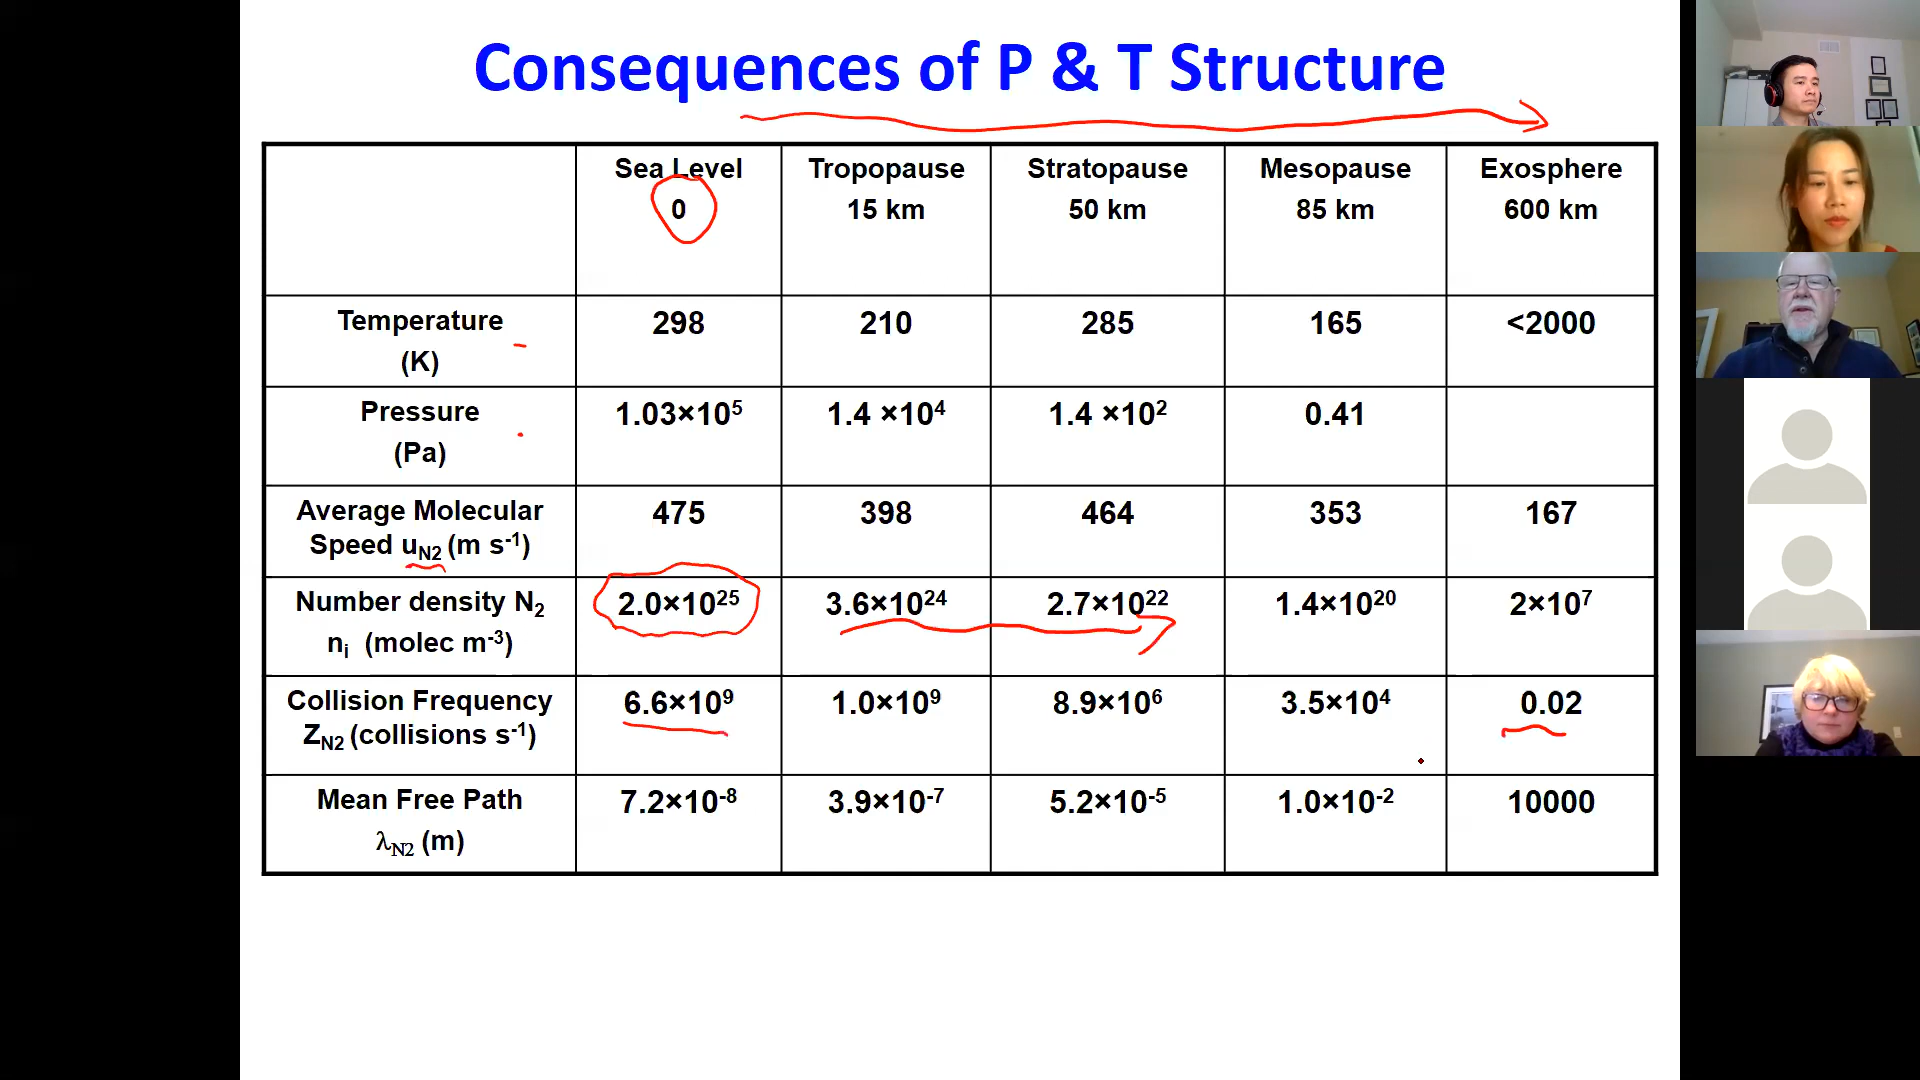 Consequences of P & T Structure
Sea Level Tropopause Stratopause Mesopause Exosphere
0 15 km 50 km 85 km 600 km
Temperature 298 210 285 165 <2000
(K)
Pressure 1.03×10⁵ 1.4 ×10⁴ 1.4 ×10² 0.41
(Pa)
Average Molecular 475 398 464 353 167
Speed u_N2 (m s⁻¹)
Number density N₂ 2.0×10²⁵ 3.6×10²⁴ 2.7×10²² 1.4×10²⁰ 2×10⁷
nᵢ (molec m⁻³)
Collision Frequency 6.6×10⁹ 1.0×10⁹ 8.9×10⁶ 3.5×10⁴ 0.02
Z_N2 (collisions s⁻¹)
Mean Free Path 7.2×10⁻⁸ 3.9×10⁻⁷ 5.2×10⁻⁵ 1.0×10⁻² 10000
λ_N2 (m)